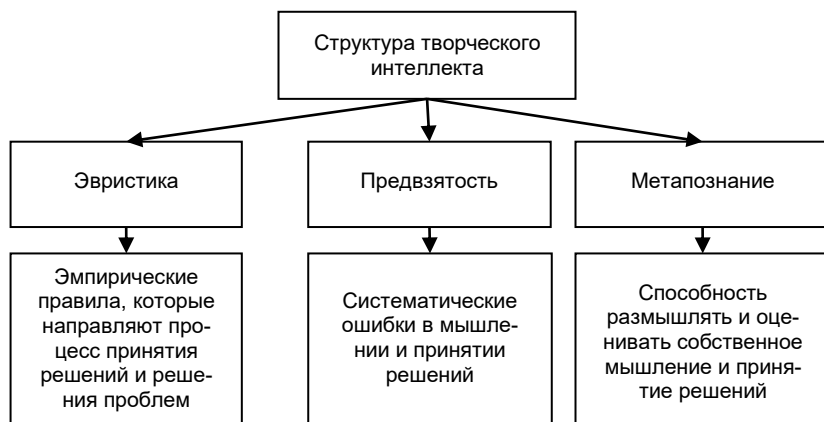 Структура творческого
интеллекта
Эвристика
Предвзятость
Метапознание
Эмпирические
правила, которые
направляют про-
цесс принятия
решений и реше-
ния проблем
Систематические
ошибки в мышле-
нии и принятии
решений
Способность
размышлять и оце-
нивать собственное
мышление и приня-
тие решений